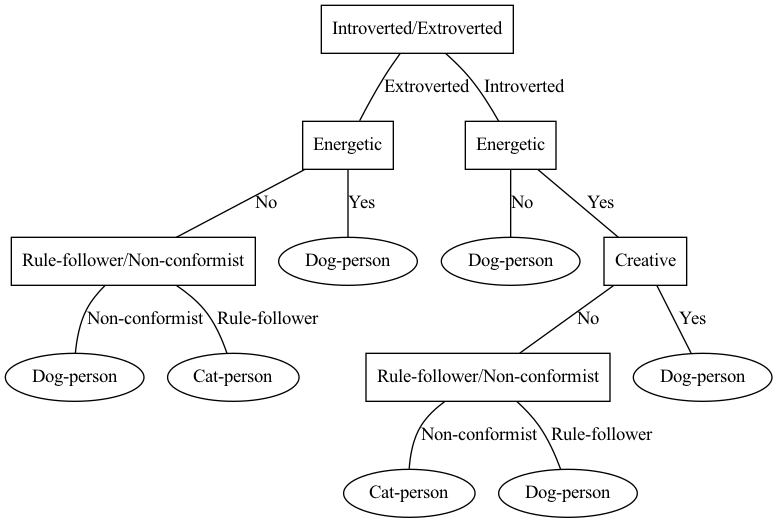 Introverted/Extroverted
Extroverted
Introverted
Energetic
Energetic
No
Yes
No
Yes
Rule-follower/Non-conformist
Dog-person
Dog-person
Creative
Non-conformist
Rule-follower
No
Yes
Dog-person
Cat-person
Rule-follower/Non-conformist
Dog-person
Non-conformist
Rule-follower
Cat-person
Dog-person